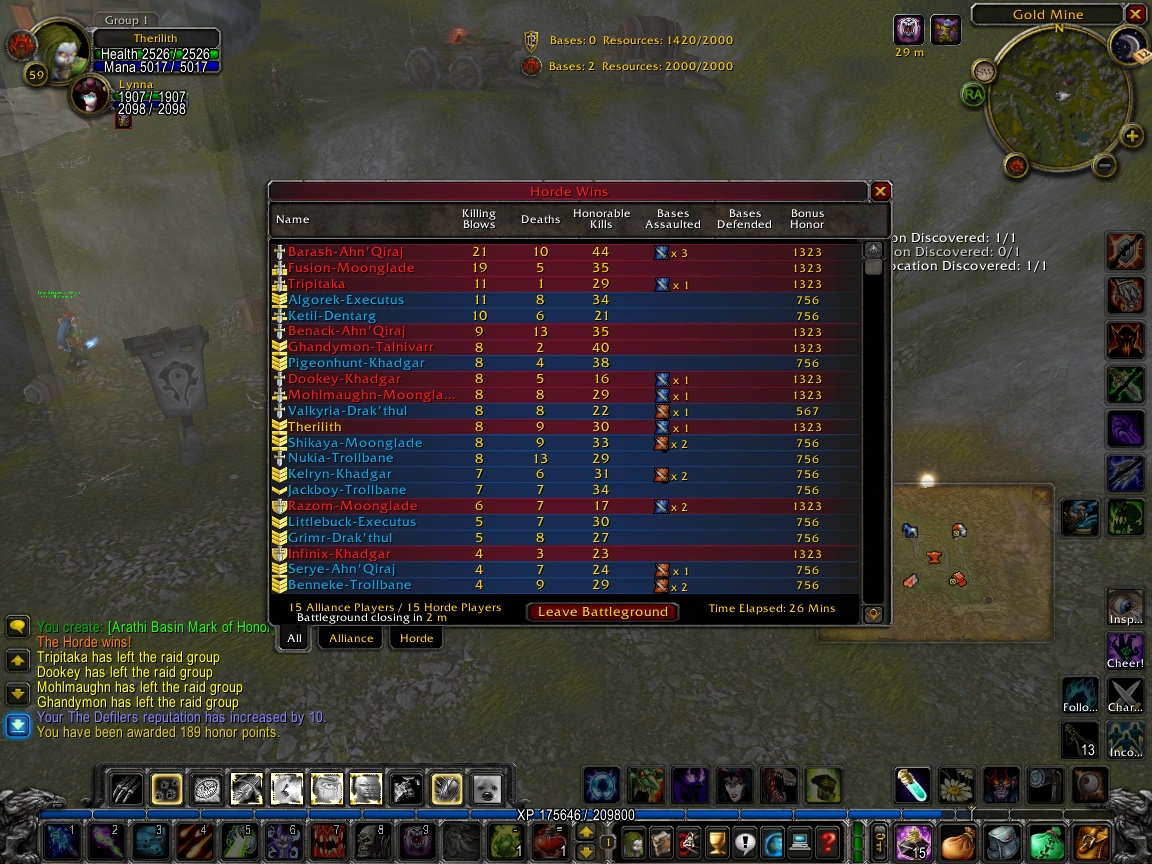 Group 1
Therilith
Health 2526 / 2526
Mana 5017 / 5017
59
Lynna
1907 / 1907
2098 / 2098
Bases: 0 Resources: 1420/2000
Bases: 2 Resources: 2000/2000
29 m
Gold Mine
N
RA
on Discovered: 1/1
on Discovered: 0/1
ocation Discovered: 1/1
Horde Wins
Name Killing Blows Deaths Honorable Kills Bases Assaulted Bases Defended Bonus Honor
Barash-Ahn'Qiraj 21 10 44 x 3 1323
Fusion-Moonglade 19 5 35 1323
Tripitaka 11 1 29 x 1 1323
Algorek-Executus 11 8 34 756
Ketil-Dentarg 10 6 21 756
Benack-Ahn'Qiraj 9 13 35 1323
Ghandymon-Talnivarr 8 2 40 1323
Pigeonhunt-Khadgar 8 4 38 756
Dookey-Khadgar 8 5 16 x 1 1323
Mohlmaughn-Moongla... 8 8 29 x 1 1323
Valkyria-Drak'thul 8 8 22 x 1 567
Therilith 8 9 30 x 1 1323
Shikaya-Moonglade 8 9 33 x 2 756
Nukia-Trollbane 8 13 29 756
Kelryn-Khadgar 7 6 31 x 2 756
Jackboy-Trollbane 7 7 34 756
Razom-Moonglade 6 7 17 x 2 1323
Littlebuck-Executus 5 7 30 756
Grimr-Drak'thul 5 8 27 756
Infinix-Khadgar 4 3 23 1323
Serye-Ahn'Qiraj 4 7 24 x 1 756
Benneke-Trollbane 4 9 29 x 2 756
15 Alliance Players / 15 Horde Players
Battleground closing in 2 m
Leave Battleground
Time Elapsed: 26 Mins
All Alliance Horde
You create: [Arathi Basin Mark of Honor
The Horde wins!
Tripitaka has left the raid group
Dookey has left the raid group
Mohlmaughn has left the raid group
Ghandymon has left the raid group
Your The Defilers reputation has increased by 10.
You have been awarded 189 honor points.
Insp...
Cheer!
Follo... Char...
13 Inco...
XP 175646 / 209800
1 2 3 4 5 6 7 8 9 - 1 = 1 1 15